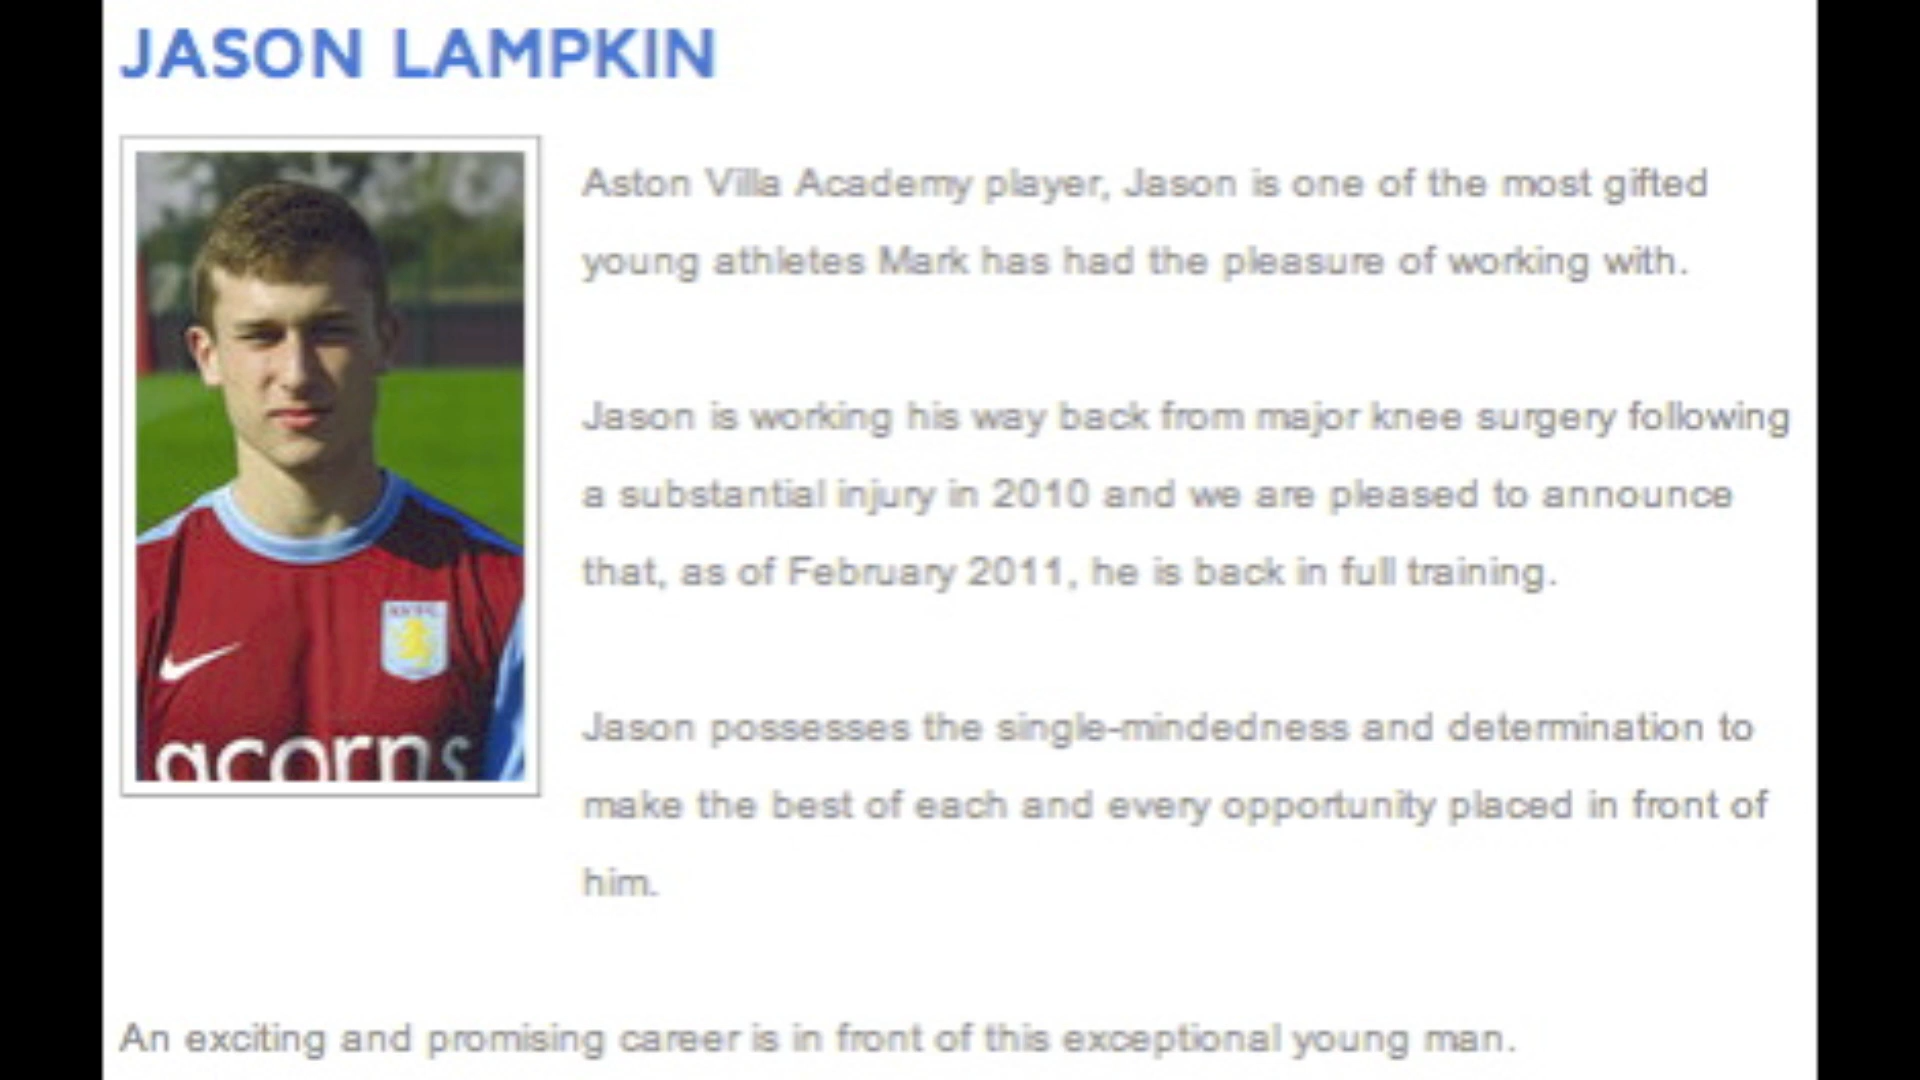 JASON LAMPKIN
Aston Villa Academy player, Jason is one of the most gifted
young athletes Mark has had the pleasure of working with.
Jason is working his way back from major knee surgery following
a substantial injury in 2010 and we are pleased to announce
that, as of February 2011, he is back in full training.
Jason possesses the single-mindedness and determination to
make the best of each and every opportunity placed in front of
him.
acorns
An exciting and promising career is in front of this exceptional young man.